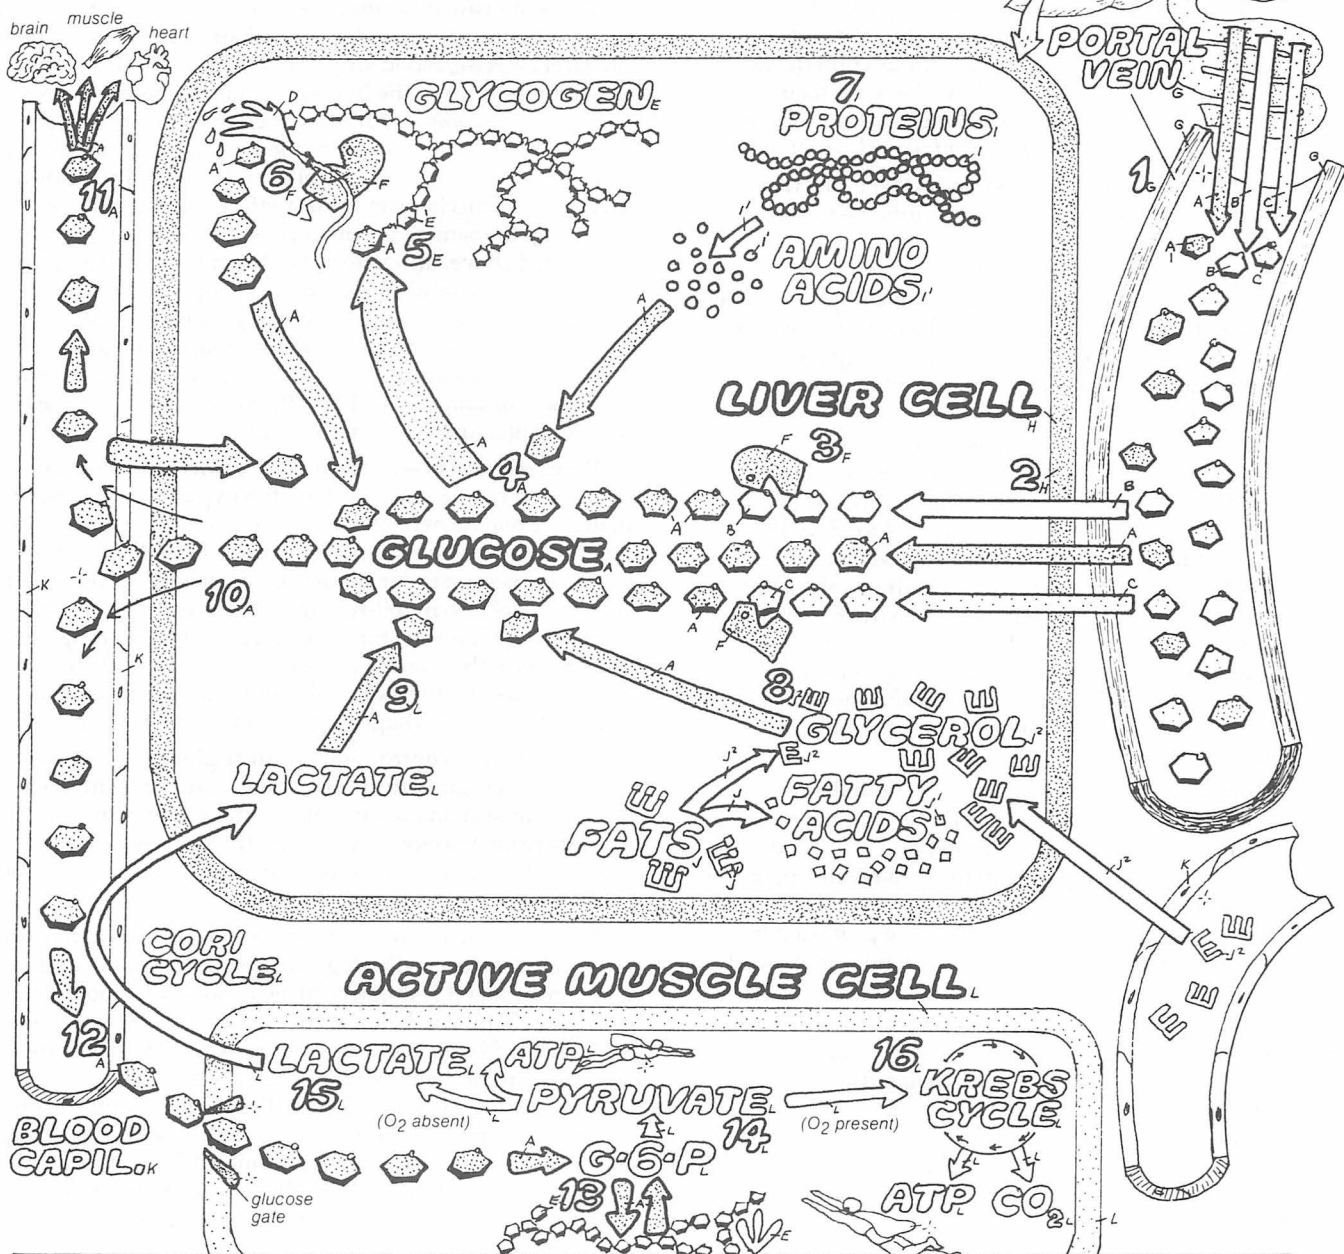 brain
muscle
heart
PORTAL
VEIN G
GLYCOGEN E
7 I
PROTEINS I
1 G
6 F
5 E
11 A
AMINO
ACIDS I'
LIVER CELL H
3 F
2 H
4 A
GLUCOSE A
10 A
9 L
8
GLYCEROL J2
LACTATE L
FATTY
ACIDS
FATS J
CORI
CYCLE L
ACTIVE MUSCLE CELL L
12 A
LACTATE L
ATP L
16 L
15 L
PYRUVATE L
KREBS
CYCLE L
(O2 absent)
14 L
(O2 present)
BLOOD
CAPIL. K
G-6-P L
13
glucose
gate
ATP L
CO2 L